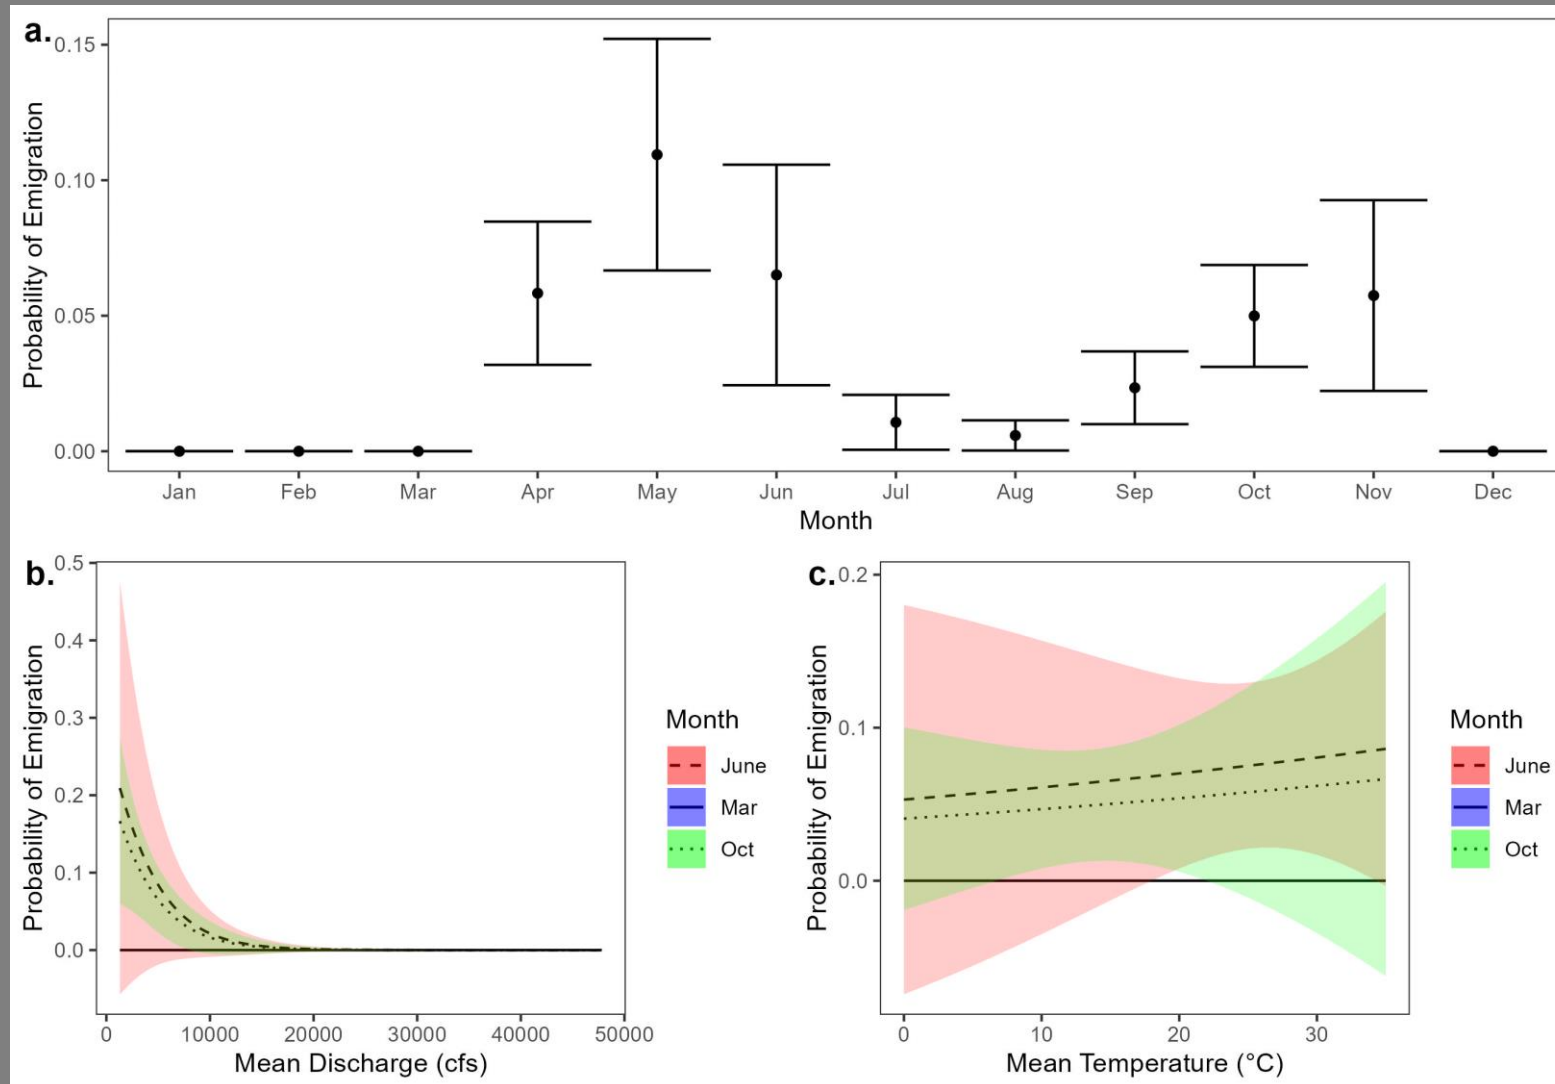 a.
Probability of Emigration
0.15
0.10
0.05
0.00
Jan Feb Mar Apr May Jun Jul Aug Sep Oct Nov Dec
Month
b.
Probability of Emigration
0.5
0.4
0.3
0.2
0.1
0.0
0 10000 20000 30000 40000 50000
Mean Discharge (cfs)
Month
June
Mar
Oct
c.
Probability of Emigration
0.2
0.1
0.0
0 10 20 30
Mean Temperature (°C)
Month
June
Mar
Oct